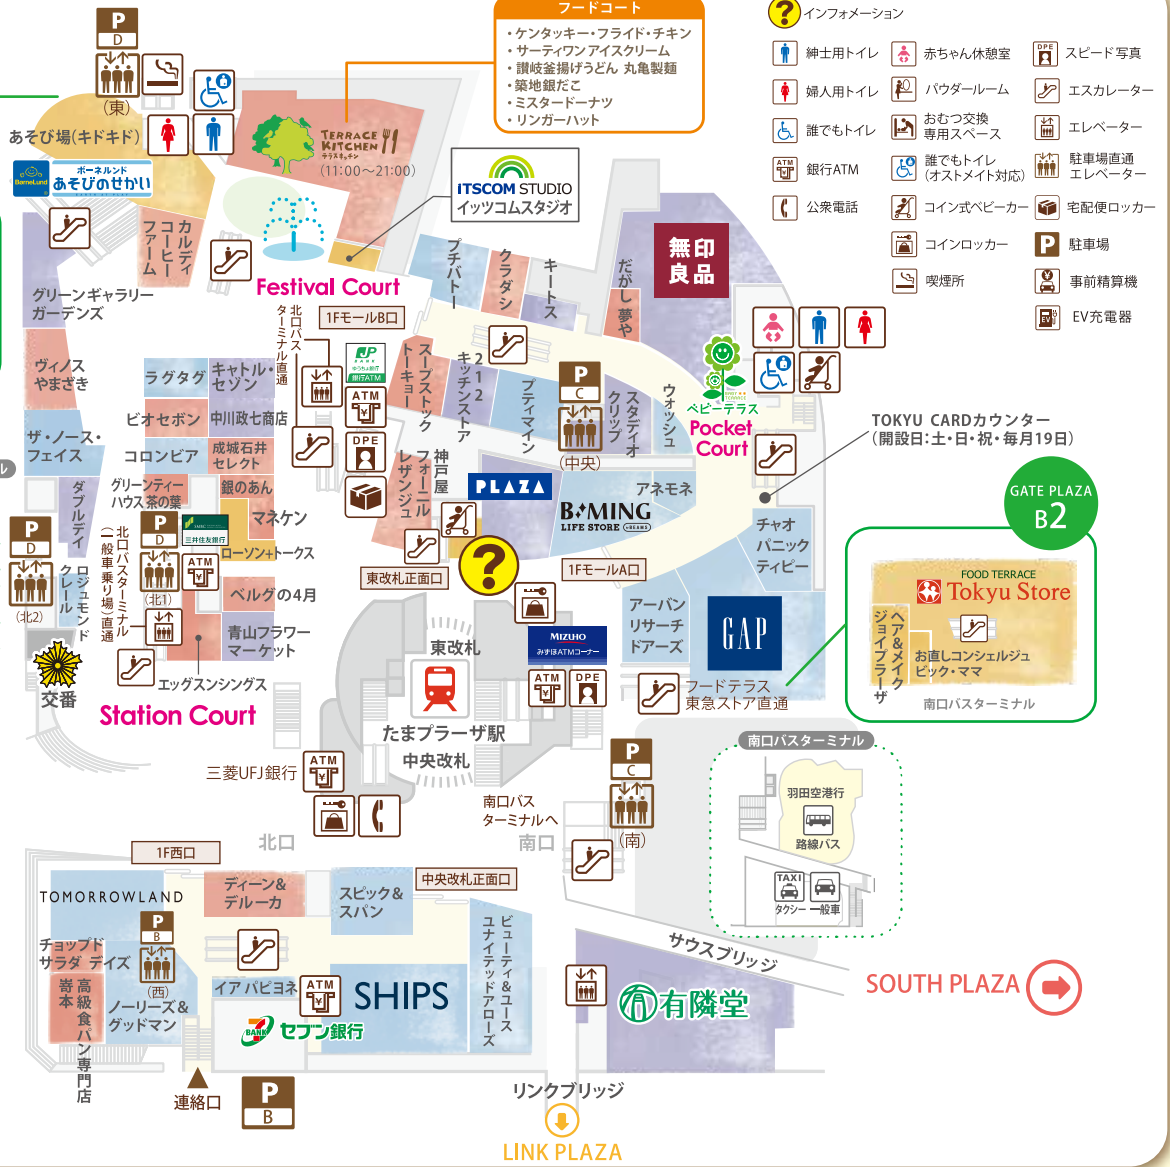 フードコート
・ケンタッキー・フライド・チキン
・サーティワンアイスクリーム
・讃岐釜揚げうどん 丸亀製麺
・築地銀だこ
・ミスタードーナツ
・リンガーハット
? インフォメーション
紳士用トイレ
赤ちゃん休憩室
DPE スピード写真
婦人用トイレ
パウダールーム
エスカレーター
誰でもトイレ
おむつ交換
専用スペース
エレベーター
ATM 銀行ATM
誰でもトイレ
(オストメイト対応)
駐車場直通
エレベーター
公衆電話
コイン式ベビーカー
宅配便ロッカー
コインロッカー
P 駐車場
喫煙所
事前精算機
EV EV充電器
P
D
(東)
あそび場(キドキド)
BørneLund
ボーネルンド
あそびのせかい
TERRACE
KITCHEN
テラスキッチン
(11:00〜21:00)
iTSCOM STUDIO
イッツコムスタジオ
カルディ
コーヒー
ファーム
Festival Court
グリーンギャラリー
ガーデンズ
北口バス
ターミナル直通
1FモールB口
プチバトー
クラダシ
キートス
だがし夢や
無印
良品
ヴィノス
やまざき
ラグタグ
キャトル・
セゾン
JP
BANK
ゆうちょ銀行
銀行ATM
スープストック
トーキョー
212
キッチンストア
プティマイン
P
C
(中央)
スタディオ
クリップ
ウォッシュ
ベビーテラス
Pocket
Court
ビオセボン
中川政七商店
ATM
TOKYU CARDカウンター
(開設日:土・日・祝・毎月19日)
ザ・ノース・
フェイス
コロンビア
成城石井
セレクト
DPE
神戸屋
フォーニル
レザンジュ
PLAZA
アネモネ
B·MING
LIFE STORE by BEAMS
GATE PLAZA
B2
ダブルデイ
グリーンティー
ハウス 茶の葉
銀のあん
マネケン
チャオ
パニック
ティピー
P
D
(北2)
ロジェモンド
クレール
北口バスターミナル
(一般車乗り場)直通
P
D
(北1)
三井住友銀行
ATM
ローソン+トークス
東改札正面口
?
1FモールA口
FOOD TERRACE
Tokyu Store
ヘア&メイク
ジョイプラーザ
お直しコンシェルジュ
ビック・ママ
南口バスターミナル
ベルグの4月
青山フラワー
マーケット
アーバン
リサーチ
ドアーズ
GAP
MIZUHO
みずほATMコーナー
ATM
DPE
交番
エッグスンシングス
Station Court
東改札
たまプラーザ駅
中央改札
フードテラス
東急ストア直通
三菱UFJ銀行
ATM
P
C
(南)
南口バスターミナル
羽田空港行
路線バス
TAXI
タクシー
一般車
南口バス
ターミナルへ
北口
南口
1F西口
中央改札正面口
TOMORROWLAND
ディーン&
デルーカ
スピック&
スパン
P
B
(西)
チョップド
サラダ デイズ
高級食パン専門店
嵜本
ノーリーズ&
グッドマン
イアパピヨネ
ATM
SHIPS
BANK
セブン銀行
ビューティ&ユース
ユナイテッドアローズ
サウスブリッジ
有隣堂
SOUTH PLAZA
連絡口
P
B
リンクブリッジ
LINK PLAZA